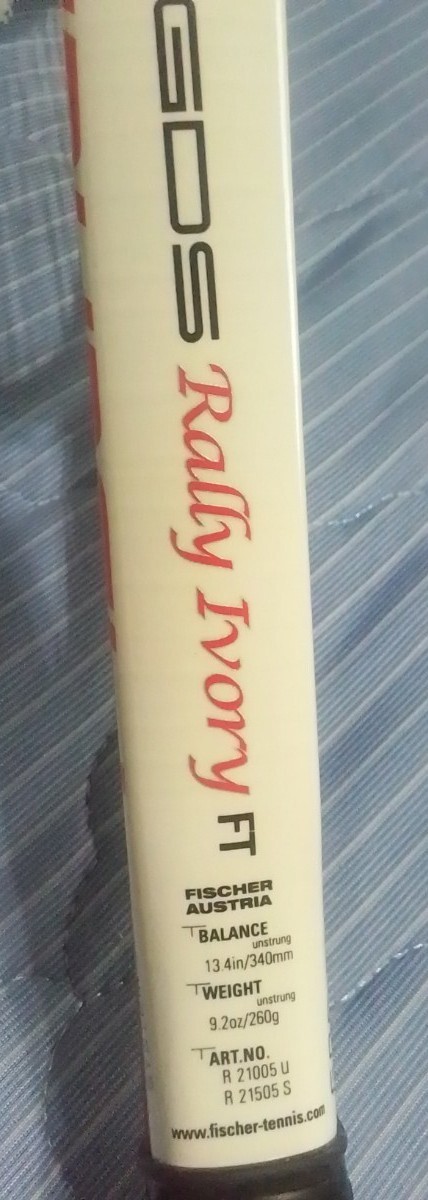 GDS Rally Ivory FT
FISCHER
AUSTRIA
BALANCE
unstrung
13.4in/340mm
WEIGHT
unstrung
9.2oz/260g
ART.NO.
R 21005 U
R 21505 S
www.fischer-tennis.com